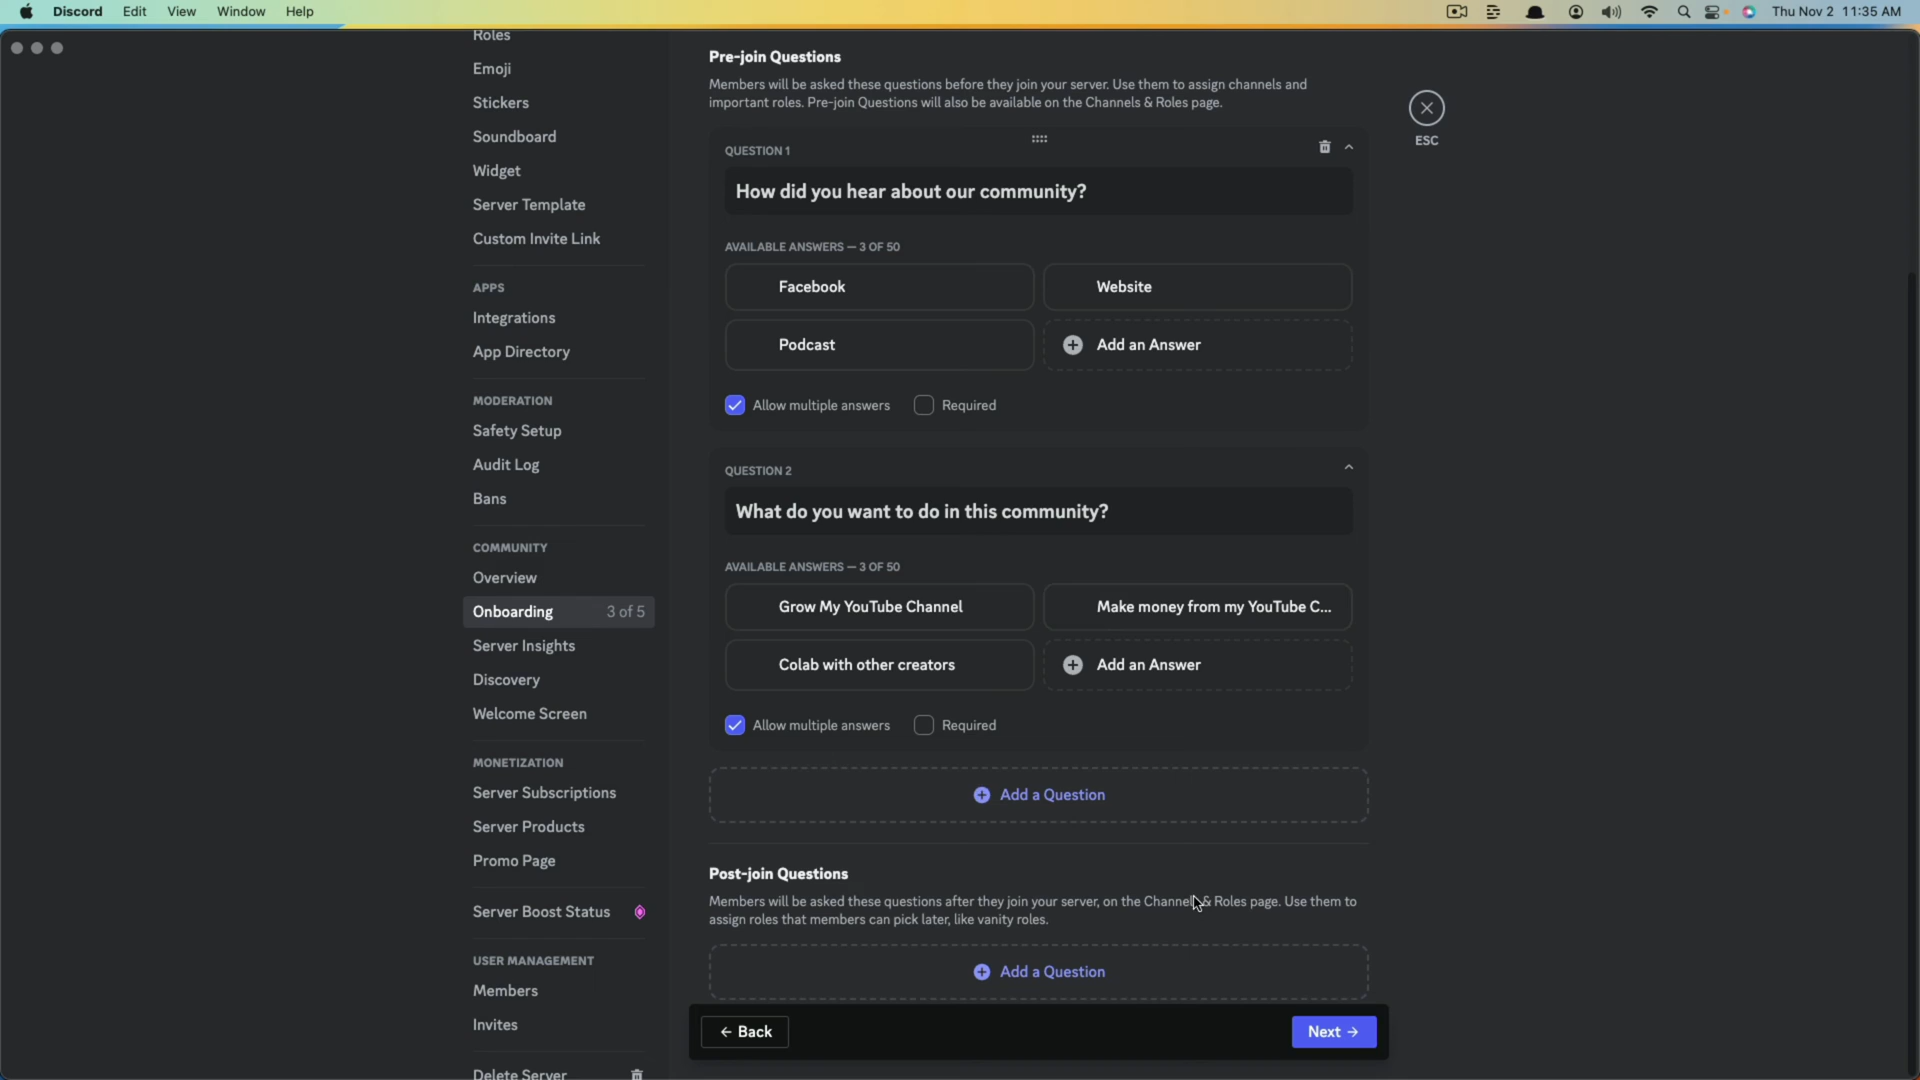 Discord Edit View Window Help
Thu Nov 2 11:35 AM
Roles
Emoji
Stickers
Soundboard
Widget
Server Template
Custom Invite Link
APPS
Integrations
App Directory
MODERATION
Safety Setup
Audit Log
Bans
COMMUNITY
Overview
Onboarding 3 of 5
Server Insights
Discovery
Welcome Screen
MONETIZATION
Server Subscriptions
Server Products
Promo Page
Server Boost Status
USER MANAGEMENT
Members
Invites
Delete Server
Pre-join Questions
Members will be asked these questions before they join your server. Use them to assign channels and
important roles. Pre-join Questions will also be available on the Channels & Roles page.
QUESTION 1
How did you hear about our community?
AVAILABLE ANSWERS — 3 OF 50
Facebook
Website
Podcast
Add an Answer
Allow multiple answers
Required
QUESTION 2
What do you want to do in this community?
AVAILABLE ANSWERS — 3 OF 50
Grow My YouTube Channel
Make money from my YouTube C...
Colab with other creators
Add an Answer
Allow multiple answers
Required
Add a Question
Post-join Questions
Members will be asked these questions after they join your server, on the Channels & Roles page. Use them to
assign roles that members can pick later, like vanity roles.
Add a Question
← Back
Next →
ESC